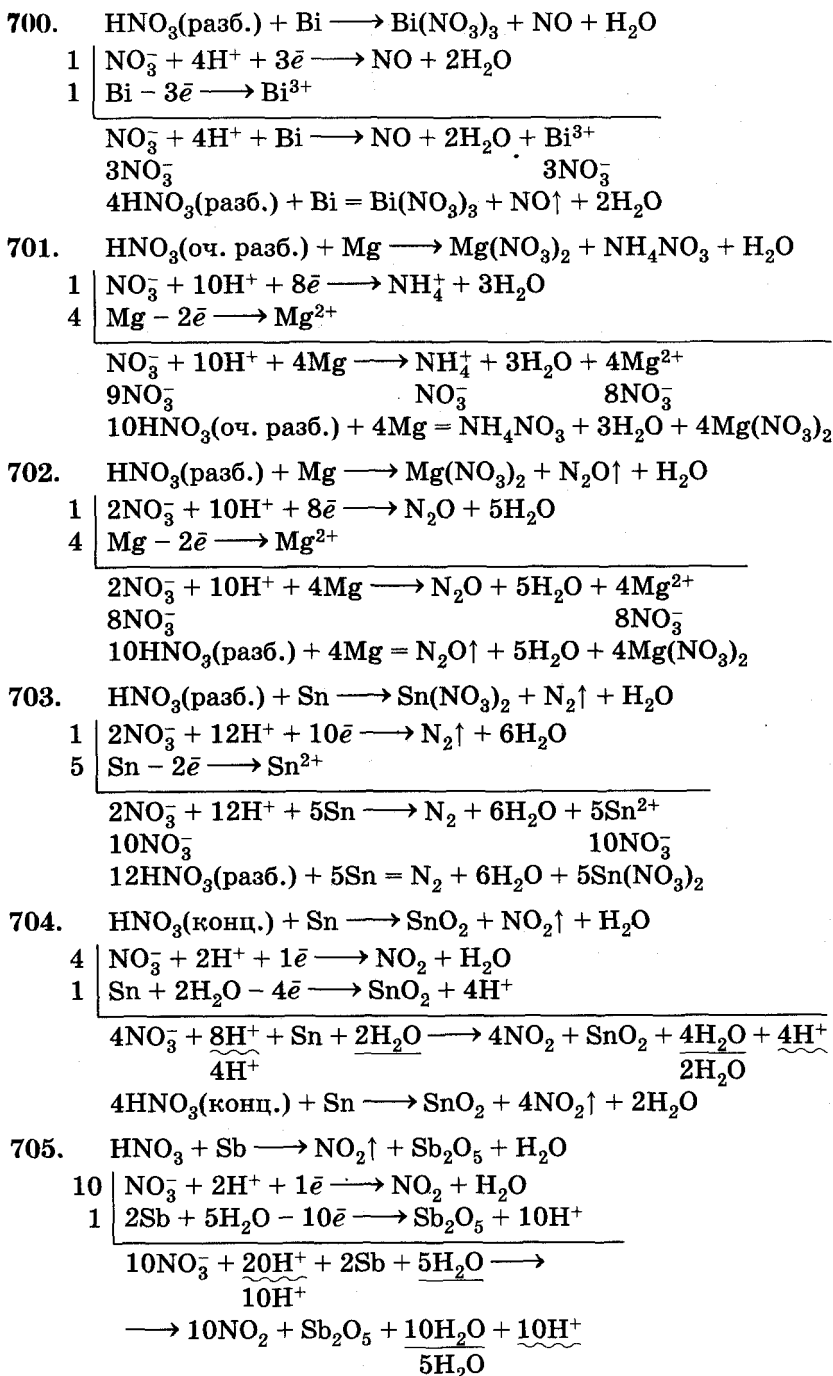 700. HNO₃(разб.) + Bi ⟶ Bi(NO₃)₃ + NO + H₂O
1 | NO₃⁻ + 4H⁺ + 3ē ⟶ NO + 2H₂O
1 | Bi − 3ē ⟶ Bi³⁺
NO₃⁻ + 4H⁺ + Bi ⟶ NO + 2H₂O + Bi³⁺
3NO₃⁻ 3NO₃⁻
4HNO₃(разб.) + Bi = Bi(NO₃)₃ + NO↑ + 2H₂O
701. HNO₃(оч. разб.) + Mg ⟶ Mg(NO₃)₂ + NH₄NO₃ + H₂O
1 | NO₃⁻ + 10H⁺ + 8ē ⟶ NH₄⁺ + 3H₂O
4 | Mg − 2ē ⟶ Mg²⁺
NO₃⁻ + 10H⁺ + 4Mg ⟶ NH₄⁺ + 3H₂O + 4Mg²⁺
9NO₃⁻ NO₃⁻ 8NO₃⁻
10HNO₃(оч. разб.) + 4Mg = NH₄NO₃ + 3H₂O + 4Mg(NO₃)₂
702. HNO₃(разб.) + Mg ⟶ Mg(NO₃)₂ + N₂O↑ + H₂O
1 | 2NO₃⁻ + 10H⁺ + 8ē ⟶ N₂O + 5H₂O
4 | Mg − 2ē ⟶ Mg²⁺
2NO₃⁻ + 10H⁺ + 4Mg ⟶ N₂O + 5H₂O + 4Mg²⁺
8NO₃⁻ 8NO₃⁻
10HNO₃(разб.) + 4Mg = N₂O↑ + 5H₂O + 4Mg(NO₃)₂
703. HNO₃(разб.) + Sn ⟶ Sn(NO₃)₂ + N₂↑ + H₂O
1 | 2NO₃⁻ + 12H⁺ + 10ē ⟶ N₂↑ + 6H₂O
5 | Sn − 2ē ⟶ Sn²⁺
2NO₃⁻ + 12H⁺ + 5Sn ⟶ N₂ + 6H₂O + 5Sn²⁺
10NO₃⁻ 10NO₃⁻
12HNO₃(разб.) + 5Sn = N₂ + 6H₂O + 5Sn(NO₃)₂
704. HNO₃(конц.) + Sn ⟶ SnO₂ + NO₂↑ + H₂O
4 | NO₃⁻ + 2H⁺ + 1ē ⟶ NO₂ + H₂O
1 | Sn + 2H₂O − 4ē ⟶ SnO₂ + 4H⁺
4NO₃⁻ + 8H⁺ + Sn + 2H₂O ⟶ 4NO₂ + SnO₂ + 4H₂O + 4H⁺
4H⁺ 2H₂O
4HNO₃(конц.) + Sn ⟶ SnO₂ + 4NO₂↑ + 2H₂O
705. HNO₃ + Sb ⟶ NO₂↑ + Sb₂O₅ + H₂O
10 | NO₃⁻ + 2H⁺ + 1ē ⟶ NO₂ + H₂O
1 | 2Sb + 5H₂O − 10ē ⟶ Sb₂O₅ + 10H⁺
10NO₃⁻ + 20H⁺ + 2Sb + 5H₂O ⟶
10H⁺
⟶ 10NO₂ + Sb₂O₅ + 10H₂O + 10H⁺
5H₂O